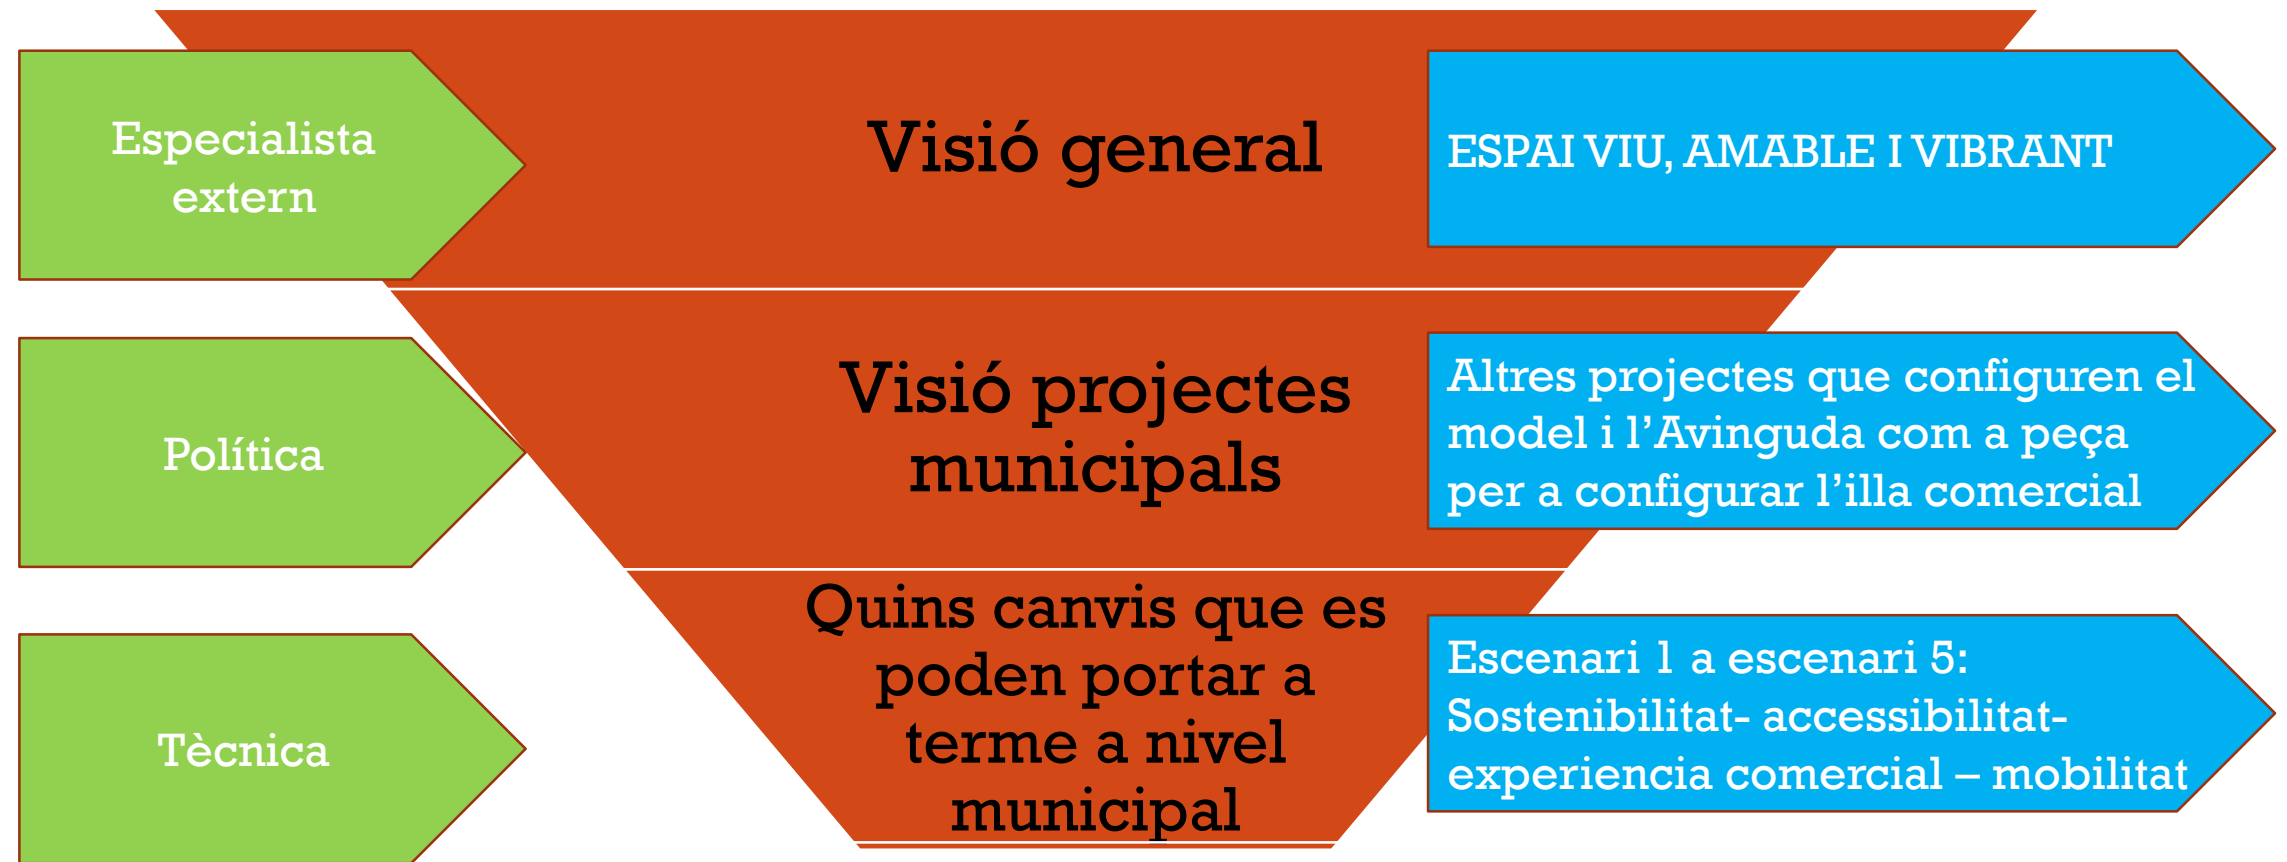 Especialista
extern
Visió general
ESPAI VIU, AMABLE I VIBRANT
Política
Visió projectes
municipals
Altres projectes que configuren el
model i l’Avinguda com a peça
per a configurar l’illa comercial
Tècnica
Quins canvis que es
poden portar a
terme a nivel
municipal
Escenari 1 a escenari 5:
Sostenibilitat- accessibilitat-
experiencia comercial – mobilitat